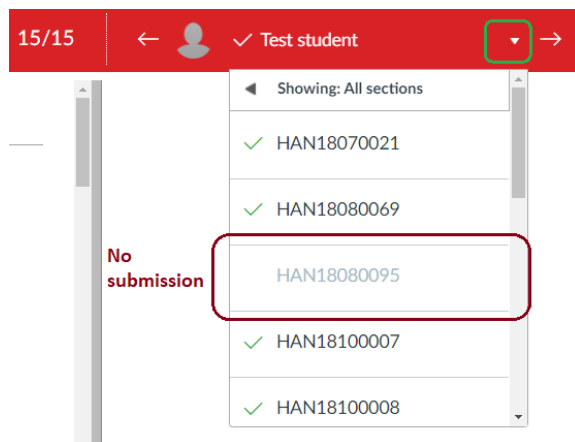 15/15
Test student
Showing: All sections
HAN18070021
HAN18080069
No
submission
HAN18080095
HAN18100007
HAN18100008